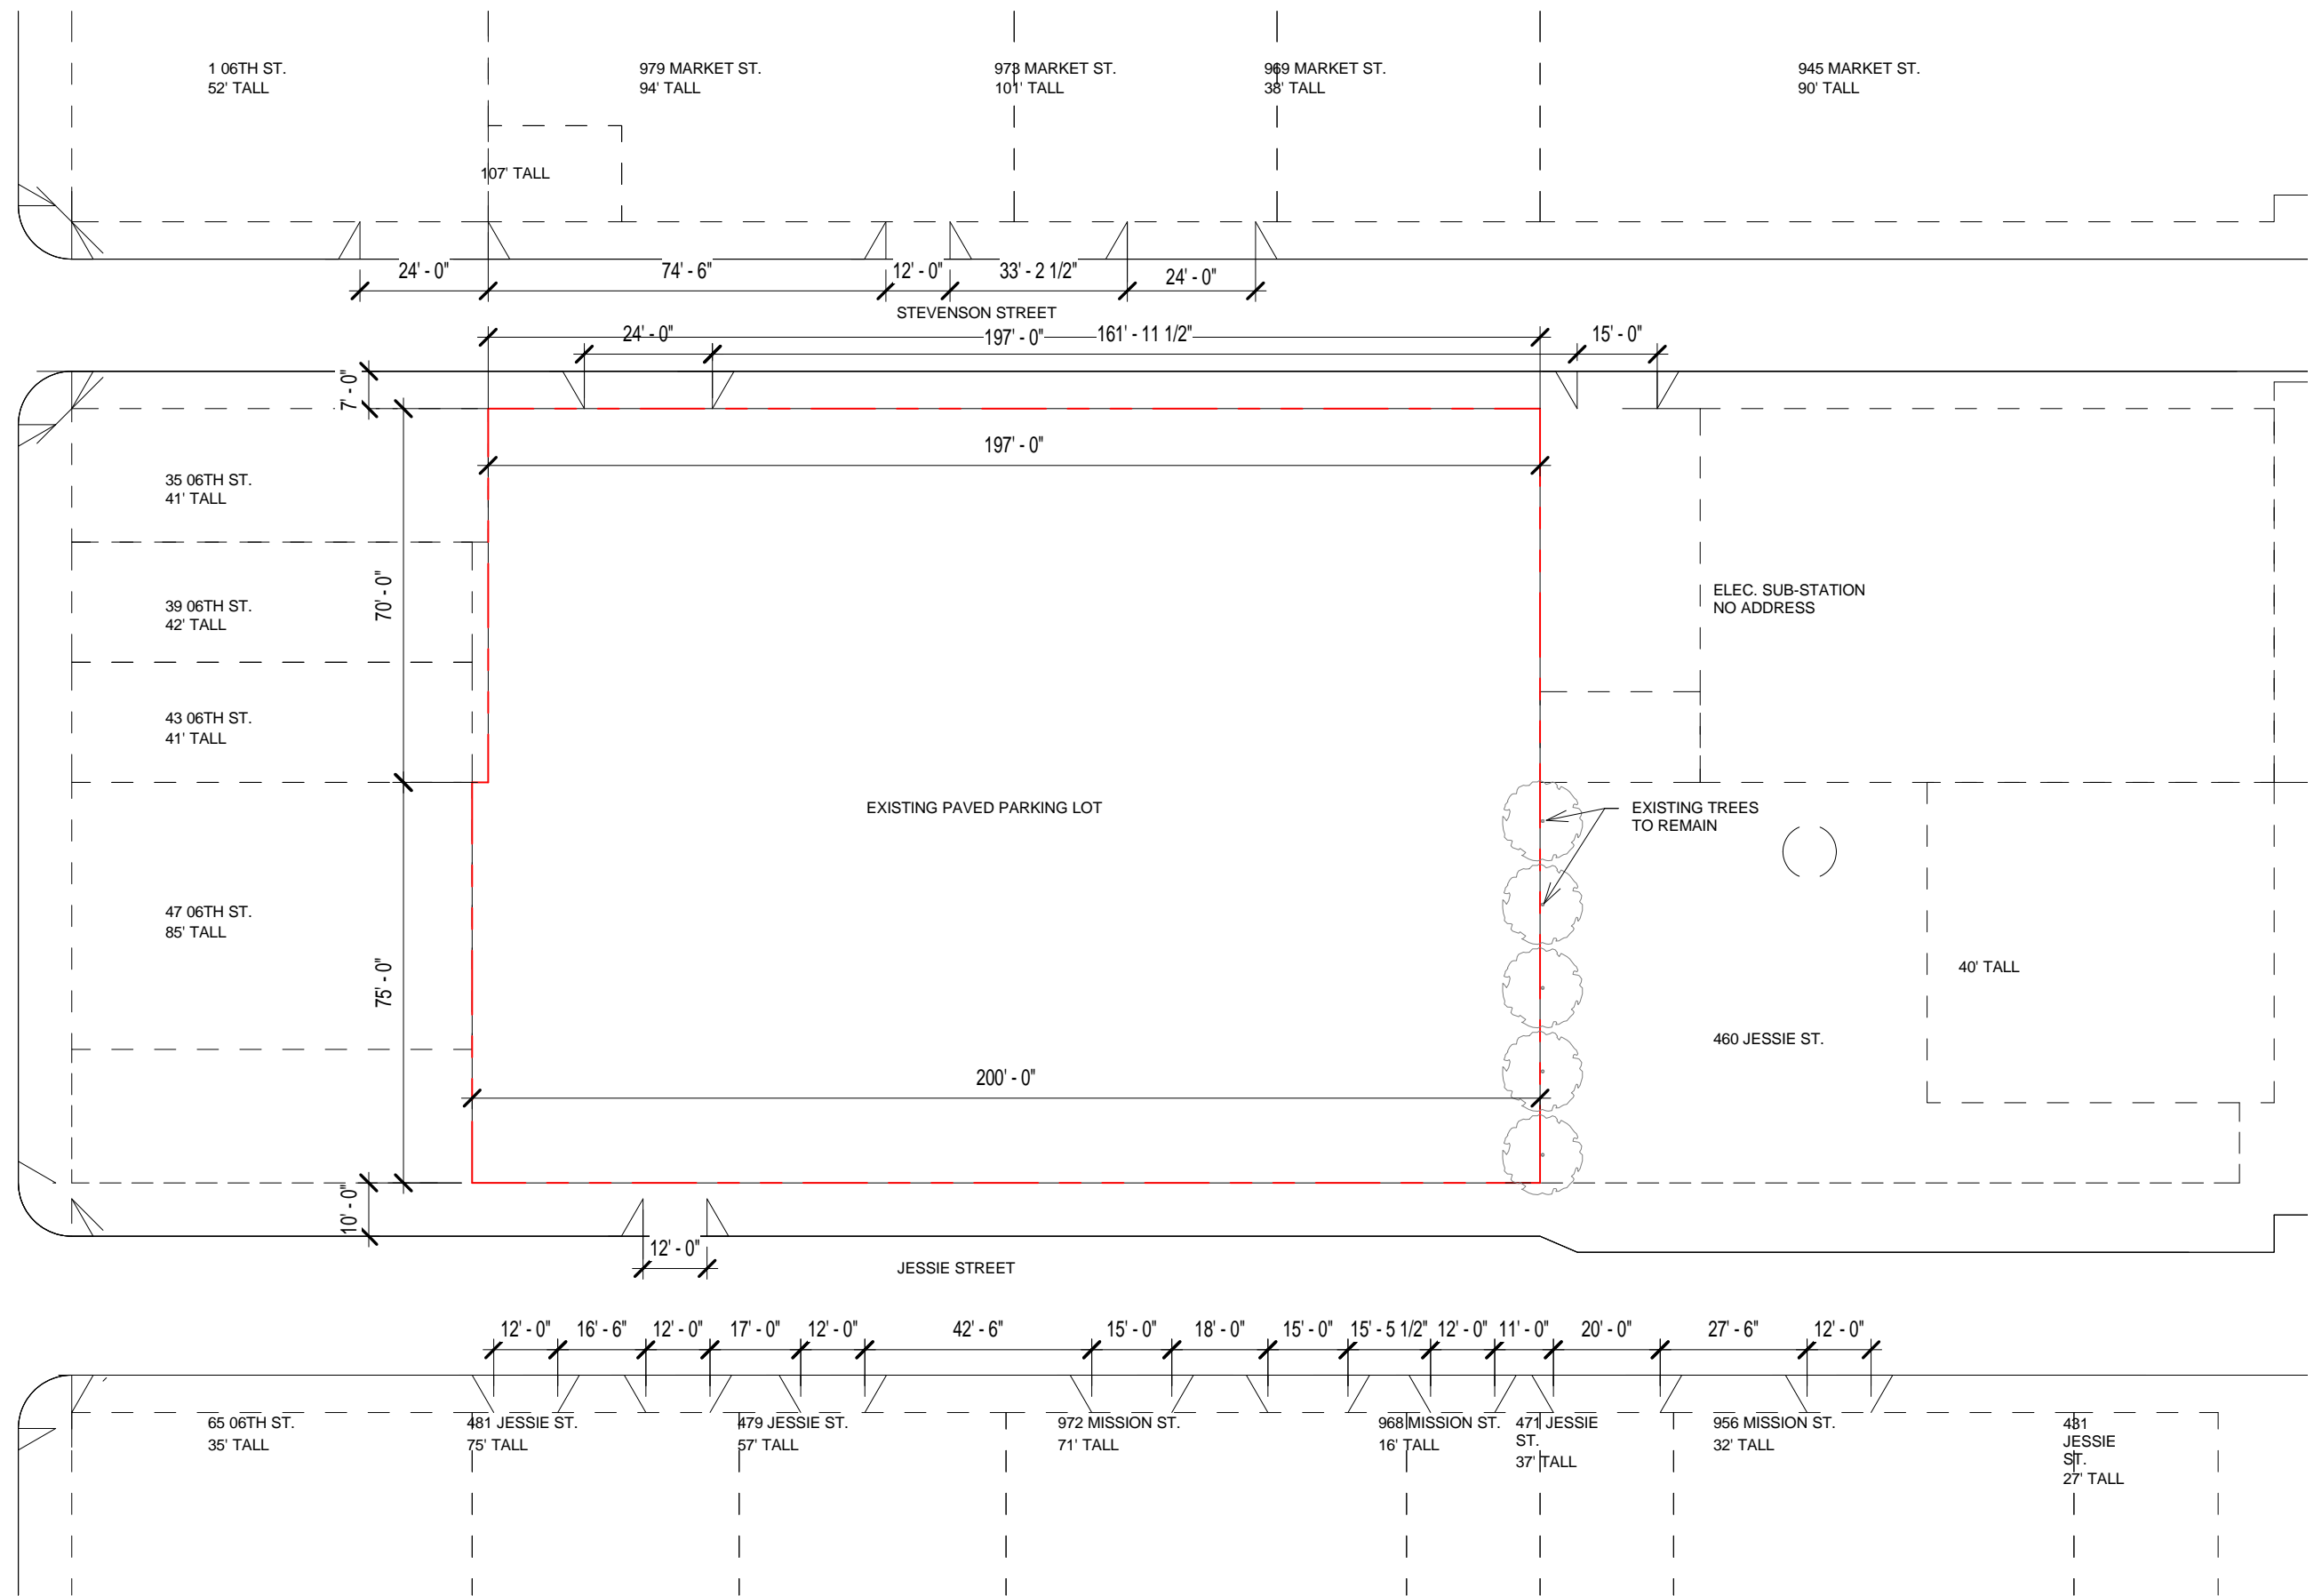 1 06TH ST.
52' TALL
979 MARKET ST.
94' TALL
973 MARKET ST.
101' TALL
969 MARKET ST.
38' TALL
945 MARKET ST.
90' TALL
107' TALL
24' - 0"
74' - 6"
12' - 0"
33' - 2 1/2"
24' - 0"
STEVENSON STREET
24' - 0"
197' - 0"
161' - 11 1/2"
15' - 0"
7' - 0"
197' - 0"
35 06TH ST.
41' TALL
70' - 0"
39 06TH ST.
42' TALL
ELEC. SUB-STATION
NO ADDRESS
43 06TH ST.
41' TALL
EXISTING PAVED PARKING LOT
EXISTING TREES
TO REMAIN
47 06TH ST.
85' TALL
75' - 0"
40' TALL
460 JESSIE ST.
200' - 0"
10' - 0"
12' - 0"
JESSIE STREET
12' - 0"
16' - 6"
12' - 0"
17' - 0"
12' - 0"
42' - 6"
15' - 0"
18' - 0"
15' - 0"
15' - 5 1/2"
12' - 0"
11' - 0"
20' - 0"
27' - 6"
12' - 0"
65 06TH ST.
35' TALL
481 JESSIE ST.
75' TALL
479 JESSIE ST.
57' TALL
972 MISSION ST.
71' TALL
968 MISSION ST.
16' TALL
471 JESSIE
ST.
37' TALL
956 MISSION ST.
32' TALL
431
JESSIE
ST.
27' TALL